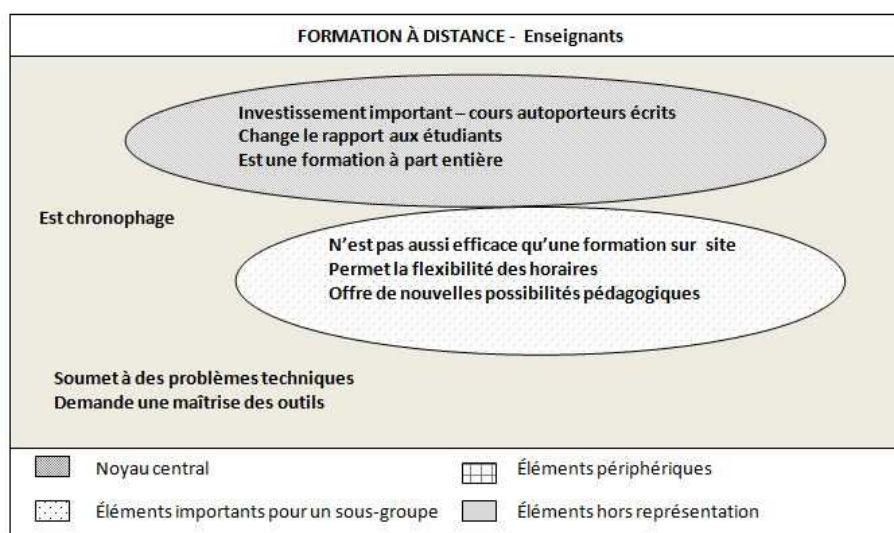 FORMATION À DISTANCE - Enseignants
Investissement important – cours autoporteurs écrits
Change le rapport aux étudiants
Est une formation à part entière
Est chronophage
N’est pas aussi efficace qu’une formation sur site
Permet la flexibilité des horaires
Offre de nouvelles possibilités pédagogiques
Soumet à des problèmes techniques
Demande une maîtrise des outils
Noyau central
Éléments périphériques
Éléments importants pour un sous-groupe
Éléments hors représentation